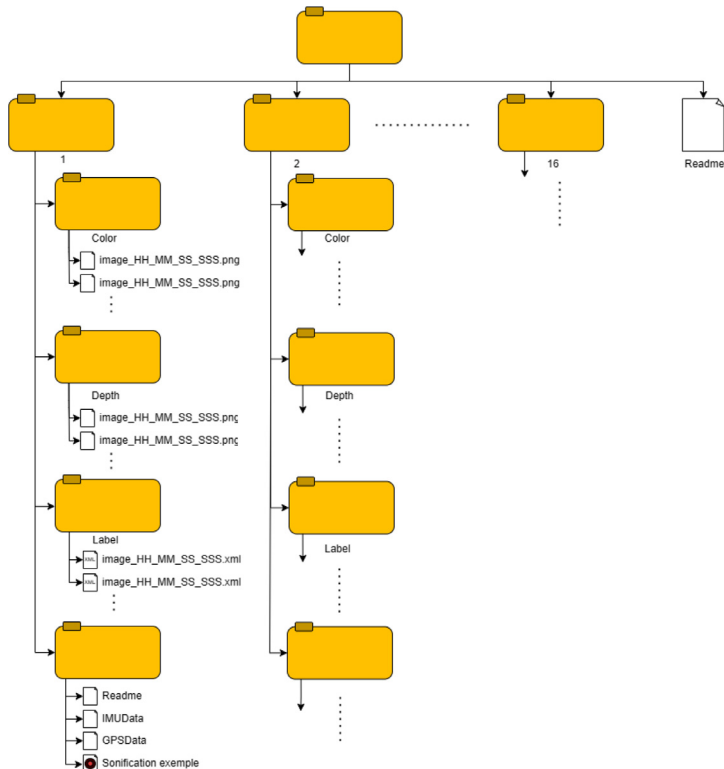 1
2
16
Readme
Color
image_HH_MM_SS_SSS.png
image_HH_MM_SS_SSS.png
Depth
image_HH_MM_SS_SSS.png
image_HH_MM_SS_SSS.png
Label
XML
image_HH_MM_SS_SSS.xml
XML
image_HH_MM_SS_SSS.xml
Readme
IMUData
GPSData
Sonification exemple
Color
Depth
Label